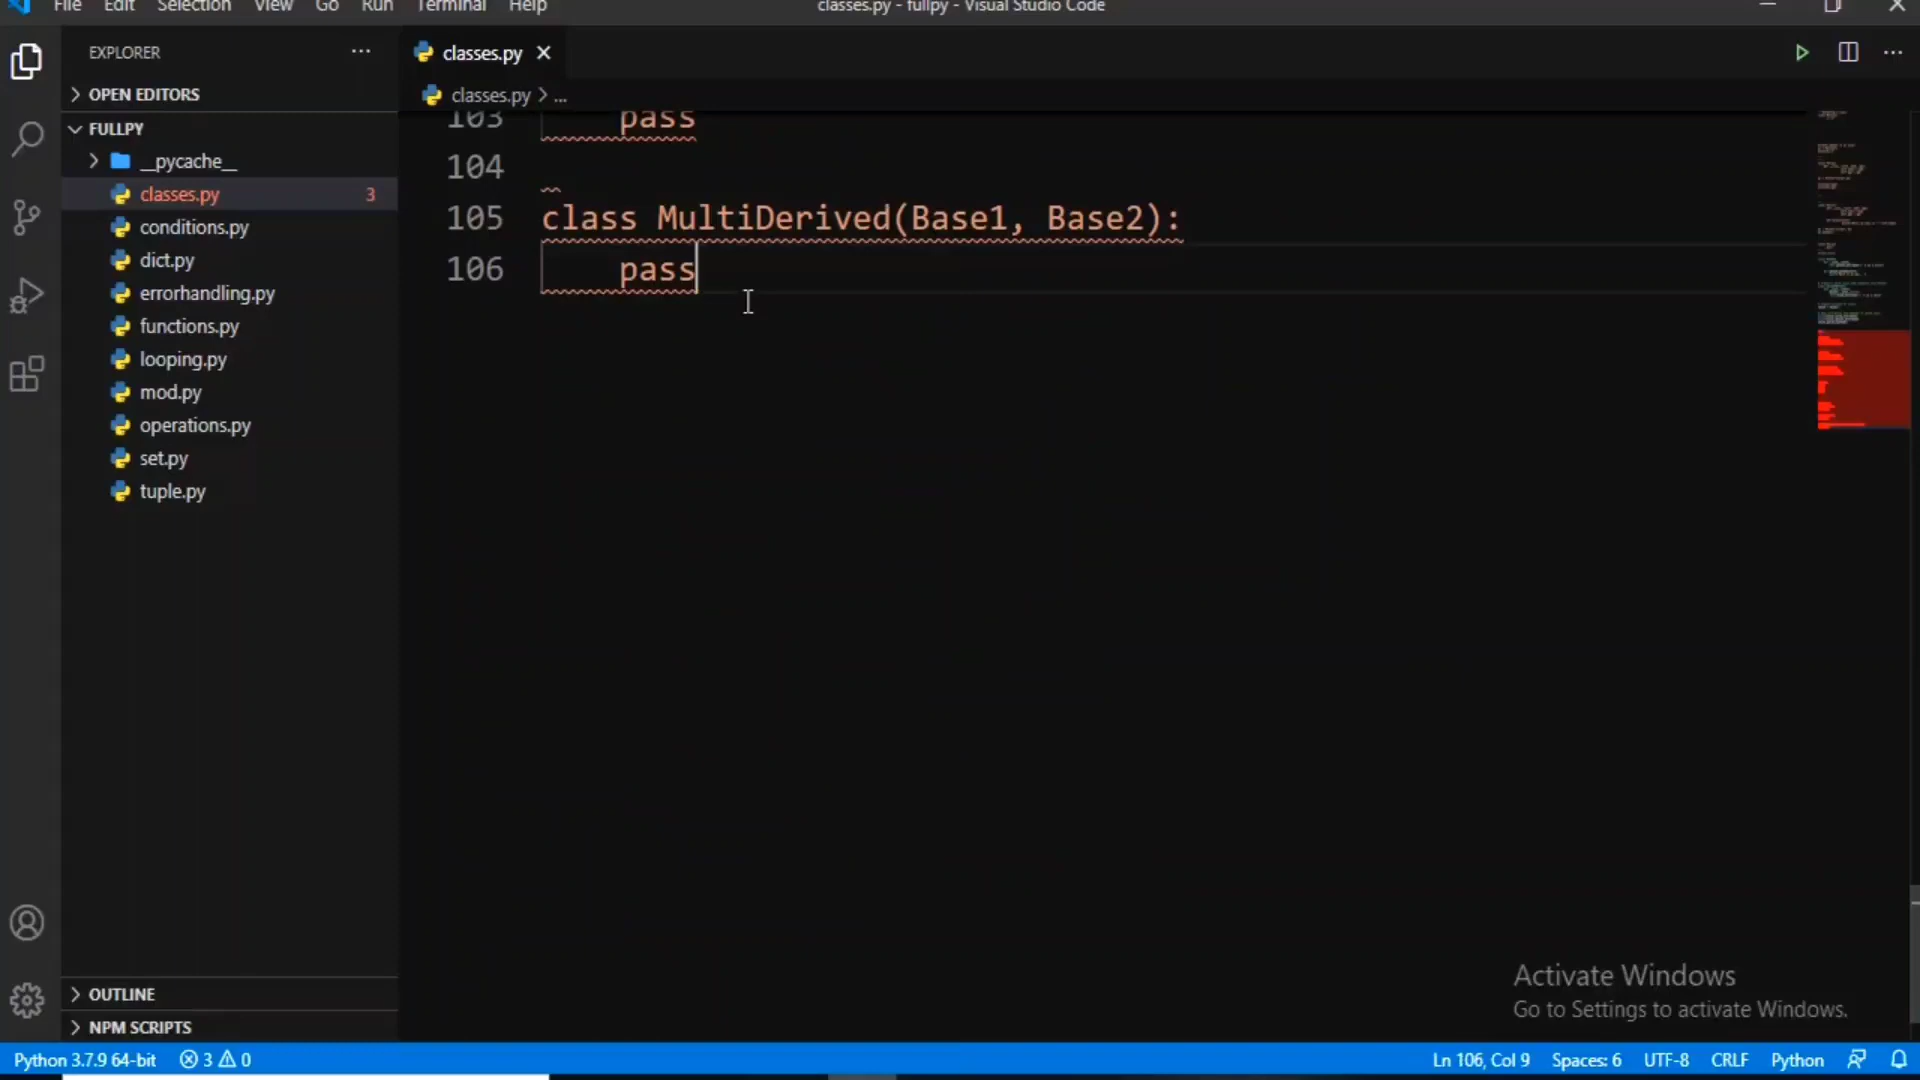 File Edit Selection View Go Run Terminal Help
classes.py - fullpy - Visual Studio Code
EXPLORER
OPEN EDITORS
FULLPY
__pycache__
classes.py 3
conditions.py
dict.py
errorhandling.py
functions.py
looping.py
mod.py
operations.py
set.py
tuple.py
OUTLINE
NPM SCRIPTS
classes.py
classes.py > ...
103 pass
104
105 class MultiDerived(Base1, Base2):
106 pass
Activate Windows
Go to Settings to activate Windows.
Python 3.7.9 64-bit 3 0 Ln 106, Col 9 Spaces: 6 UTF-8 CRLF Python